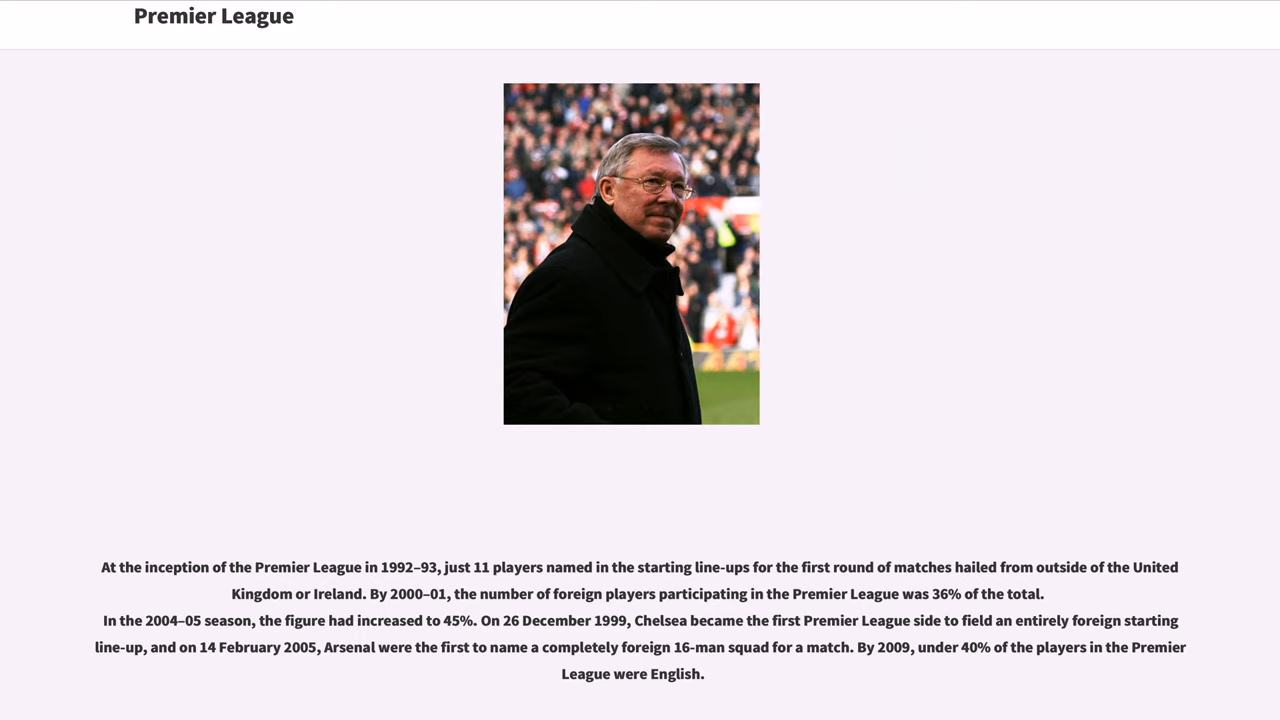 Premier League
At the inception of the Premier League in 1992–93, just 11 players named in the starting line-ups for the first round of matches hailed from outside of the United
Kingdom or Ireland. By 2000–01, the number of foreign players participating in the Premier League was 36% of the total.
In the 2004–05 season, the figure had increased to 45%. On 26 December 1999, Chelsea became the first Premier League side to field an entirely foreign starting
line-up, and on 14 February 2005, Arsenal were the first to name a completely foreign 16-man squad for a match. By 2009, under 40% of the players in the Premier
League were English.